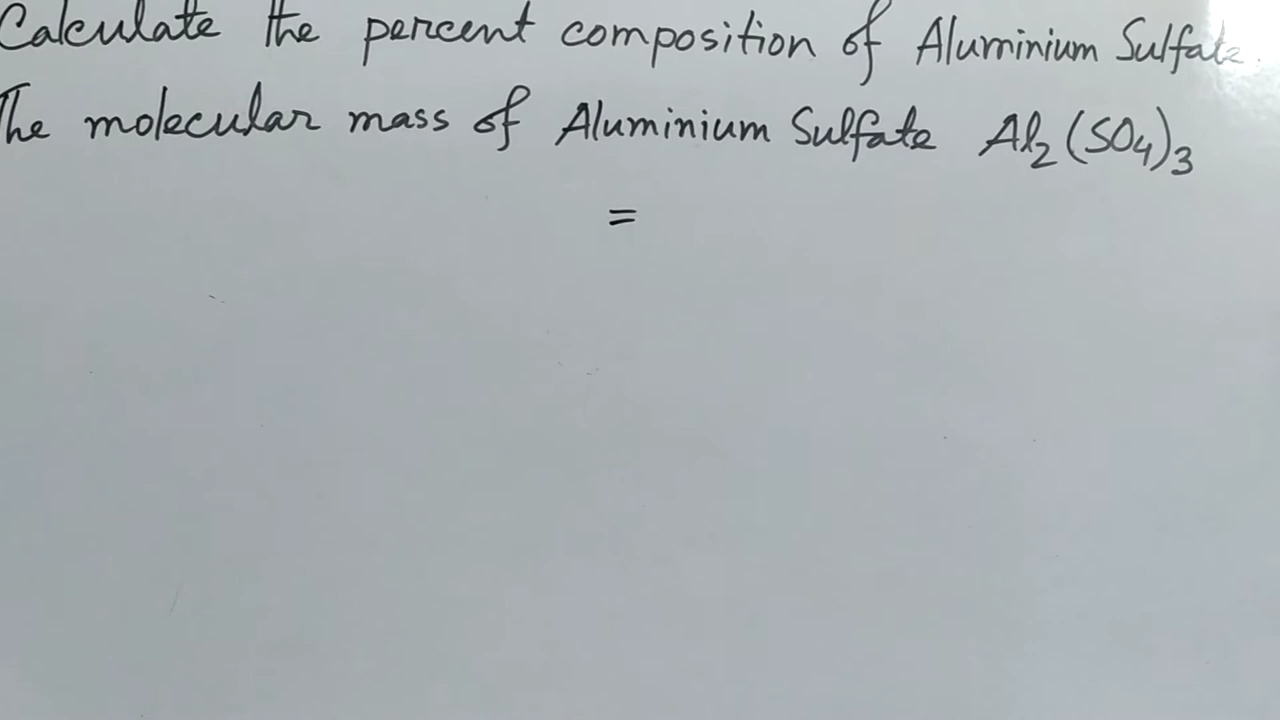 Calculate the percent composition of Aluminium Sulfate.
The molecular mass of Aluminium Sulfate Al₂(SO₄)₃
=